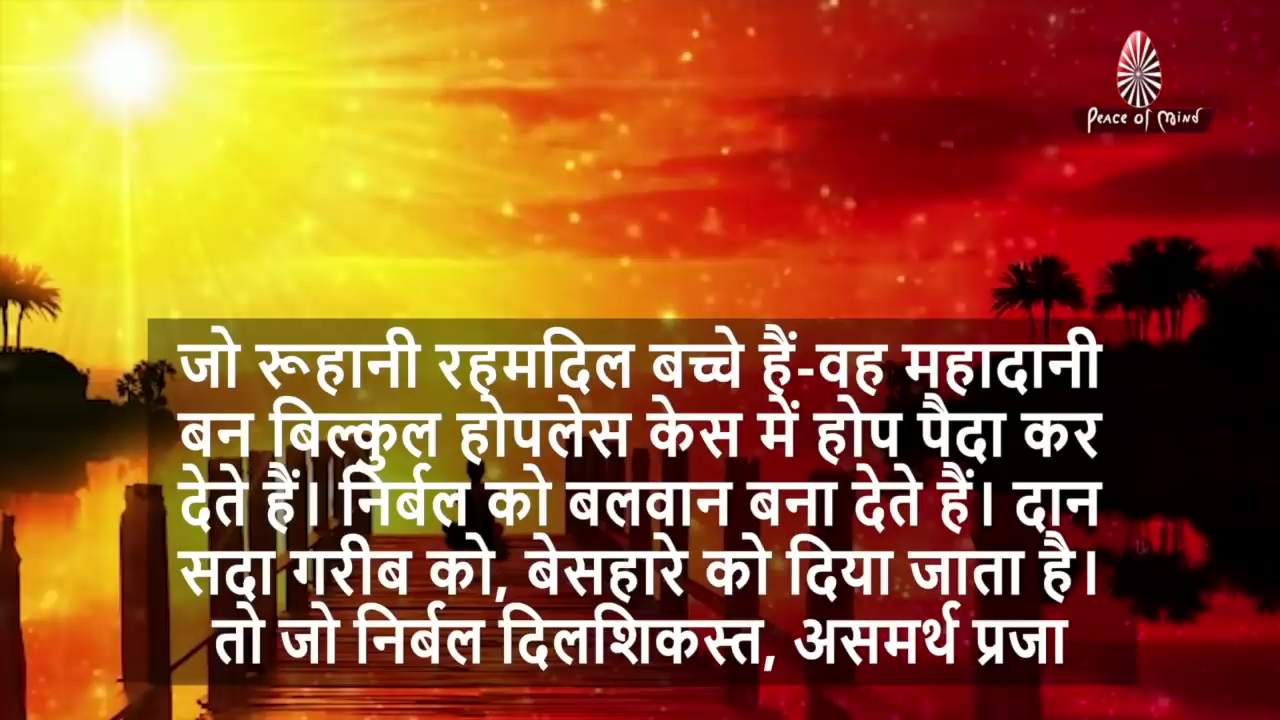 Peace of Mind
जो रूहानी रहमदिल बच्चे हैं-वह महादानी
बन बिल्कुल होपलेस केस में होप पैदा कर
देते हैं। निर्बल को बलवान बना देते हैं। दान
सदा गरीब को, बेसहारे को दिया जाता है।
तो जो निर्बल दिलशिकस्त, असमर्थ प्रजा